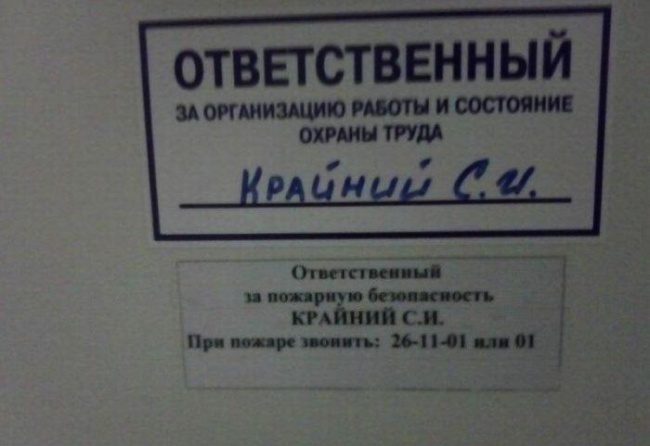 ОТВЕТСТВЕННЫЙ
ЗА ОРГАНИЗАЦИЮ РАБОТЫ И СОСТОЯНИЕ
ОХРАНЫ ТРУДА
КРАЙНИЙ С.И.
Ответственный
за пожарную безопасность
КРАЙНИЙ С.И.
При пожаре звонить: 26-11-01 или 01